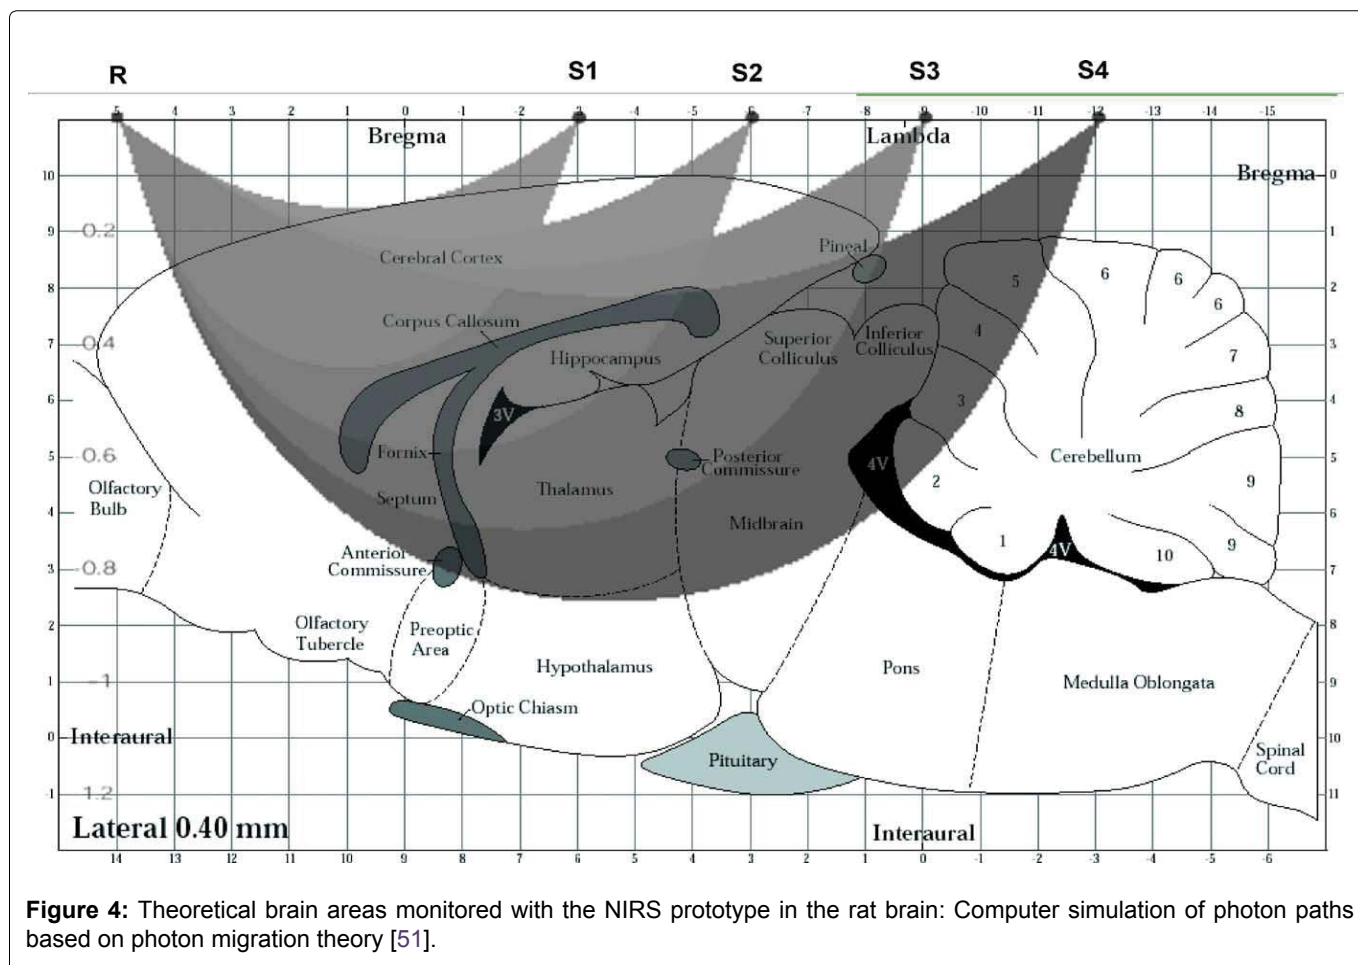 R S1 S2 S3 S4
5 4 3 2 1 0 -1 -2 -3 -4 -5 -6 -7 -8 -9 -10 -11 -12 -13 -14 -15
Bregma Lambda
10 Bregma 0
9 -0.2 1
Cerebral Cortex Pineal
8 5 6 6 6 2
Corpus Callosum
7 -0.4 Hippocampus Superior Colliculus Inferior Colliculus 4 7 3
6 3V 3 8 4
5 -0.6 Fornix Posterior Commissure 4V Cerebellum 5
Olfactory Bulb Septum Thalamus 2 9
4 Midbrain 6
Anterior Commissure 1 4V 10 9
3 -0.8 7
2 Olfactory Tubercle Preoptic Area 8
Hypothalamus Pons Medulla Oblongata
1 -1 9
Optic Chiasm
0 Interaural 10
Pituitary Spinal Cord
-1 1.2 11
Lateral 0.40 mm Interaural
14 13 12 11 10 9 8 7 6 5 4 3 2 1 0 -1 -2 -3 -4 -5 -6
Figure 4: Theoretical brain areas monitored with the NIRS prototype in the rat brain: Computer simulation of photon paths
based on photon migration theory [51].